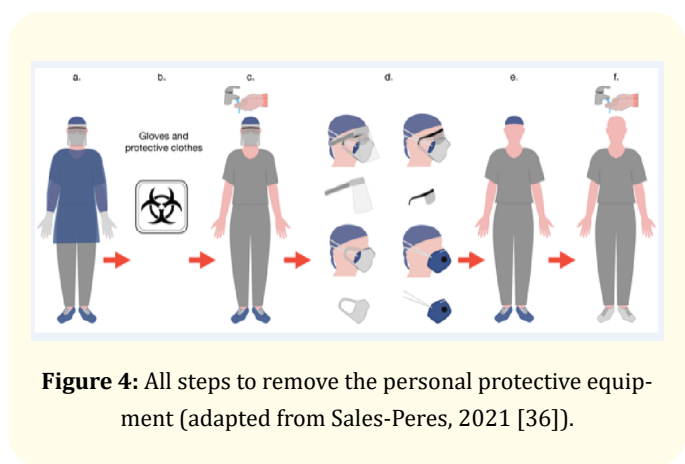 a. b. c. d. e. f.
Gloves and
protective clothes
Figure 4: All steps to remove the personal protective equip-
ment (adapted from Sales-Peres, 2021 [36]).